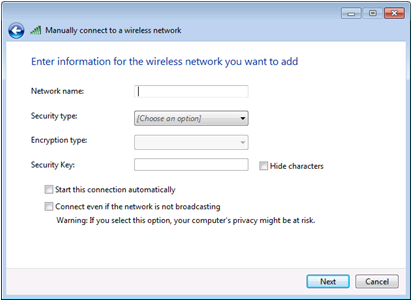 Manually connect to a wireless network
Enter information for the wireless network you want to add
Network name:
Security type: [Choose an option]
Encryption type:
Security Key: Hide characters
Start this connection automatically
Connect even if the network is not broadcasting
Warning: If you select this option, your computer's privacy might be at risk.
Next Cancel